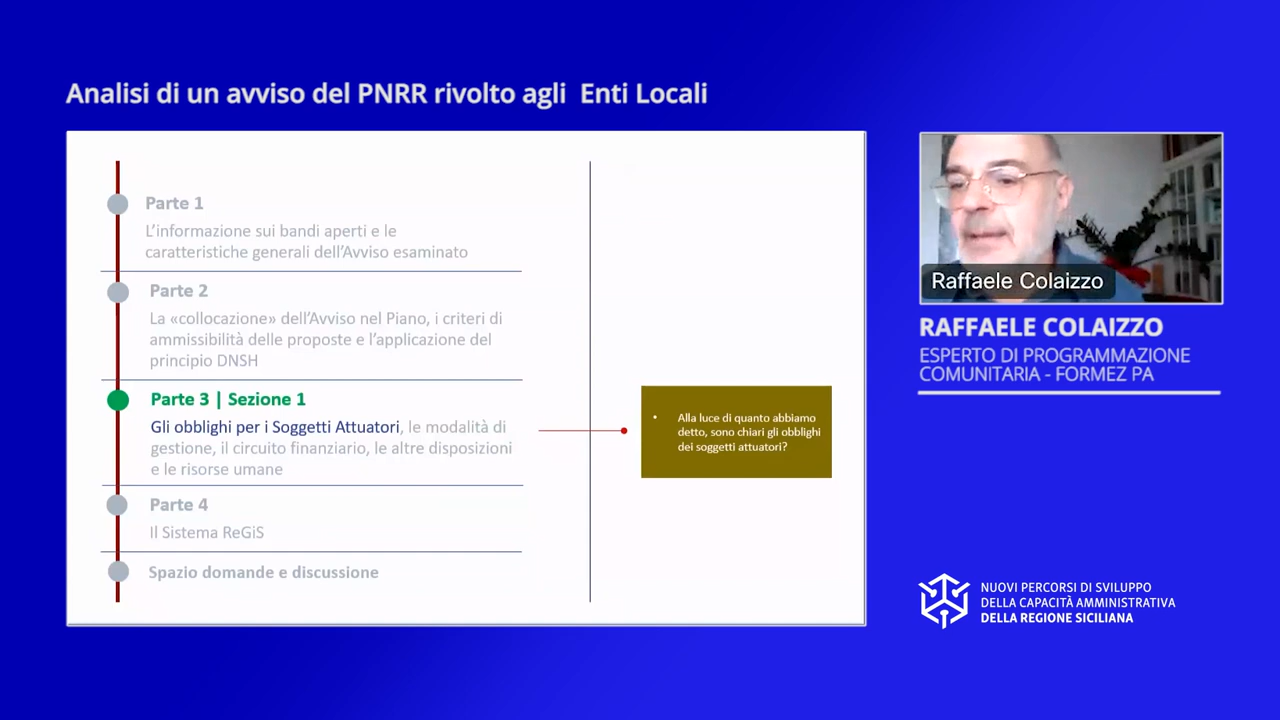 Analisi di un avviso del PNRR rivolto agli Enti Locali
Parte 1
L'informazione sui bandi aperti e le
caratteristiche generali dell'Avviso esaminato
Parte 2
La «collocazione» dell'Avviso nel Piano, i criteri di
ammissibilità delle proposte e l'applicazione del
principio DNSH
Parte 3 | Sezione 1
Gli obblighi per i Soggetti Attuatori, le modalità di
gestione, il circuito finanziario, le altre disposizioni
e le risorse umane
Parte 4
Il Sistema ReGiS
Spazio domande e discussione
• Alla luce di quanto abbiamo
detto, sono chiari gli obblighi
dei soggetti attuatori?
Raffaele Colaizzo
RAFFAELE COLAIZZO
ESPERTO DI PROGRAMMAZIONE
COMUNITARIA - FORMEZ PA
NUOVI PERCORSI DI SVILUPPO
DELLA CAPACITÀ AMMINISTRATIVA
DELLA REGIONE SICILIANA